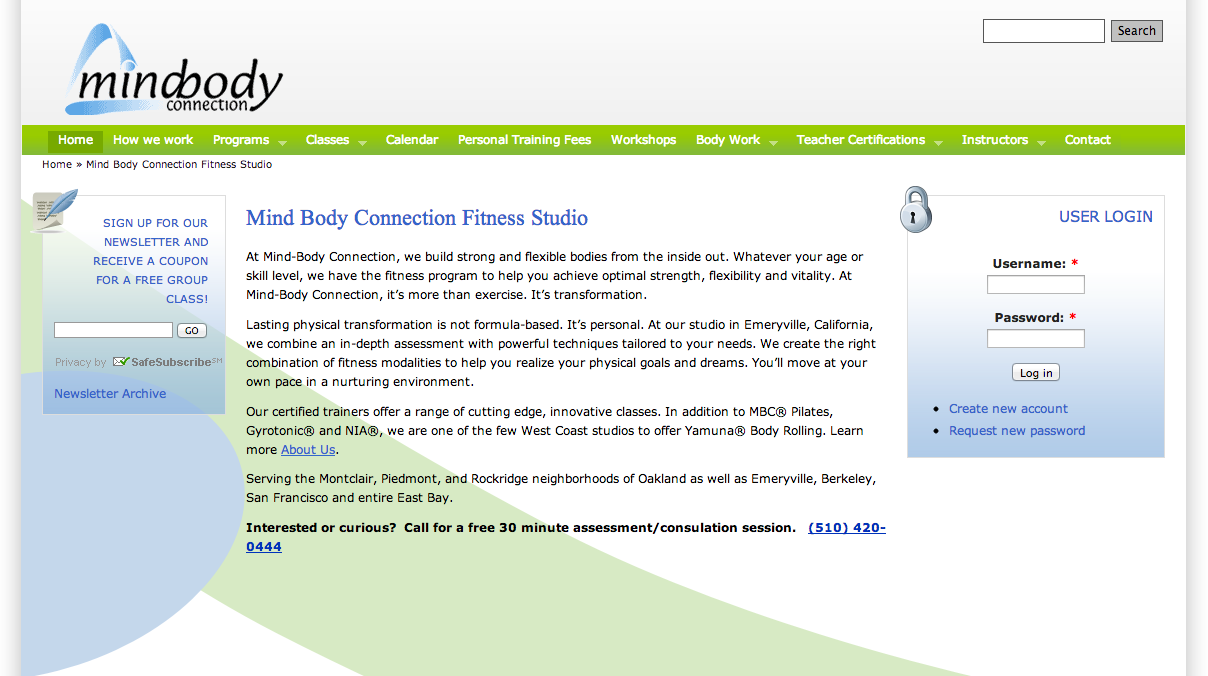 mindbody
connection
Search
Home How we work Programs Classes Calendar Personal Training Fees Workshops Body Work Teacher Certifications Instructors Contact
Home » Mind Body Connection Fitness Studio
SIGN UP FOR OUR
NEWSLETTER AND
RECEIVE A COUPON
FOR A FREE GROUP
CLASS!
GO
Privacy by SafeSubscribe℠
Newsletter Archive
Mind Body Connection Fitness Studio
At Mind-Body Connection, we build strong and flexible bodies from the inside out. Whatever your age or
skill level, we have the fitness program to help you achieve optimal strength, flexibility and vitality. At
Mind-Body Connection, it’s more than exercise. It’s transformation.
Lasting physical transformation is not formula-based. It’s personal. At our studio in Emeryville, California,
we combine an in-depth assessment with powerful techniques tailored to your needs. We create the right
combination of fitness modalities to help you realize your physical goals and dreams. You’ll move at your
own pace in a nurturing environment.
Our certified trainers offer a range of cutting edge, innovative classes. In addition to MBC® Pilates,
Gyrotonic® and NIA®, we are one of the few West Coast studios to offer Yamuna® Body Rolling. Learn
more About Us.
Serving the Montclair, Piedmont, and Rockridge neighborhoods of Oakland as well as Emeryville, Berkeley,
San Francisco and entire East Bay.
Interested or curious? Call for a free 30 minute assessment/consulation session. (510) 420-
0444
USER LOGIN
Username: *
Password: *
Log in
• Create new account
• Request new password